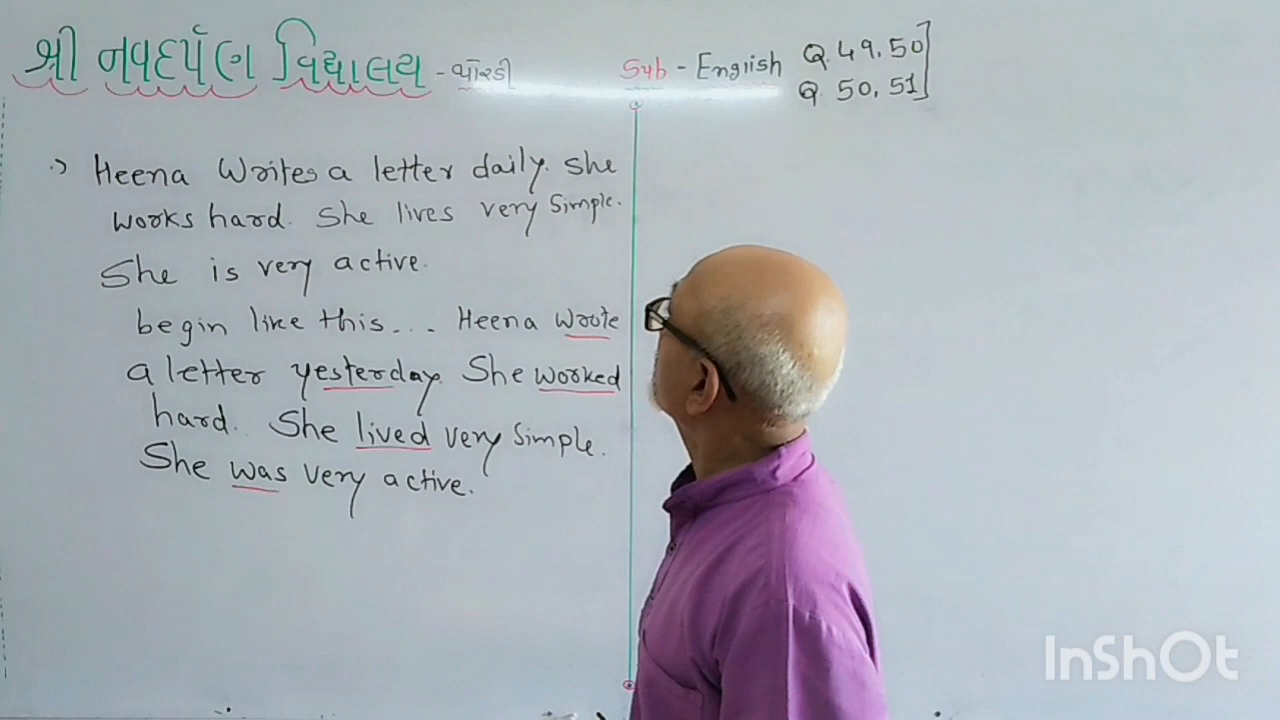 શ્રી નવદર્પણ વિદ્યાલય - થોરડી
Sub - English Q. 49, 50
Q. 50, 51
Heena Writes a letter daily. She
works hard. She lives very Simple.
She is very active.
begin like this... Heena Wrote
a letter yesterday. She worked
hard. She lived very Simple.
She was very active.
InShOt